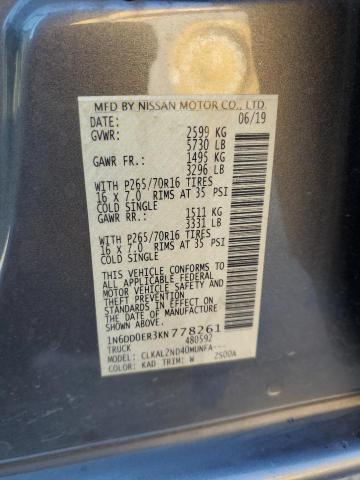 MFD BY NISSAN MOTOR CO., LTD.
DATE: 06/19
GVWR: 2599 KG
5730 LB
GAWR FR: 1495 KG
3296 LB
WITH P265/70R16 TIRES
16 x 7.0 RIMS AT 35 PSI
COLD SINGLE
GAWR RR: 1511 KG
3331 LB
WITH P265/70R16 TIRES
16 x 7.0 RIMS AT 35 PSI
COLD SINGLE
THIS VEHICLE CONFORMS TO
ALL APPLICABLE FEDERAL
MOTOR VEHICLE SAFETY AND
THEFT PREVENTION STANDARDS
IN EFFECT ON THE DATE OF
MANUFACTURE SHOWN ABOVE.
1N6DD0ER3KN778261
TRUCK 480592
MODEL: CLKAL2ND40MUNFA---
COLOR: KAD TRIM: W 2500A